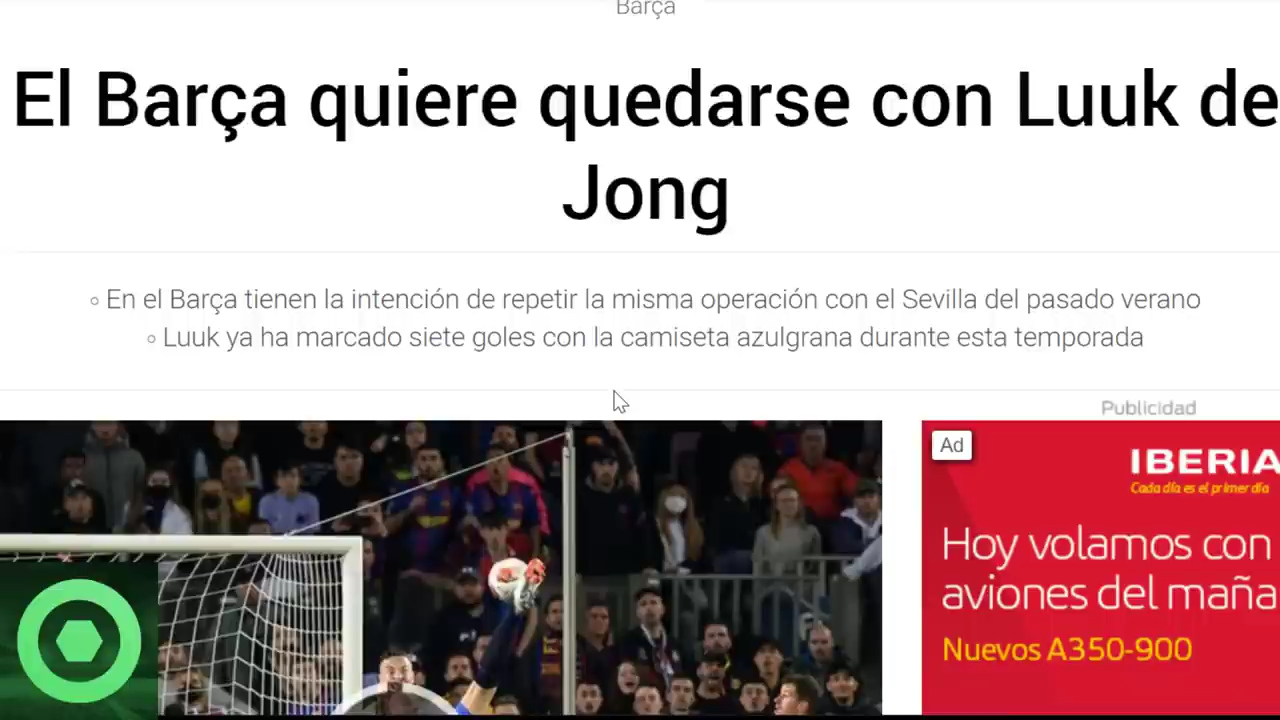 Barça
El Barça quiere quedarse con Luuk de
Jong
◦ En el Barça tienen la intención de repetir la misma operación con el Sevilla del pasado verano
◦ Luuk ya ha marcado siete goles con la camiseta azulgrana durante esta temporada
Publicidad
Ad
IBERIA
Cada día es el primer día
Hoy volamos con
aviones del maña
Nuevos A350-900